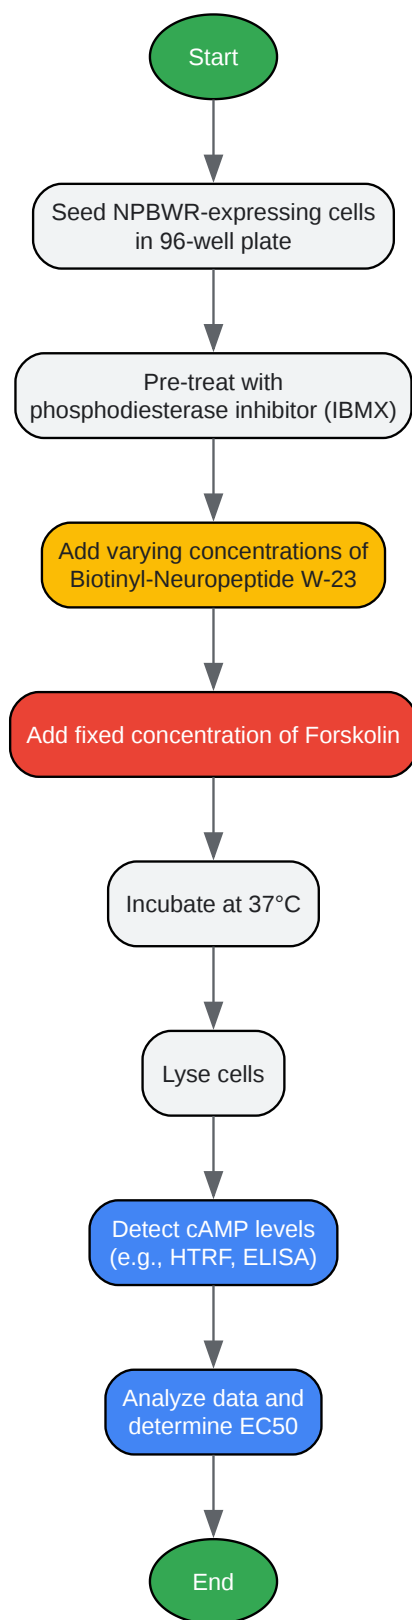 Start
Seed NPBWR-expressing cells
in 96-well plate
Pre-treat with
phosphodiesterase inhibitor (IBMX)
Add varying concentrations of
Biotinyl-Neuropeptide W-23
Add fixed concentration of Forskolin
Incubate at 37°C
Lyse cells
Detect cAMP levels
(e.g., HTRF, ELISA)
Analyze data and
determine EC50
End